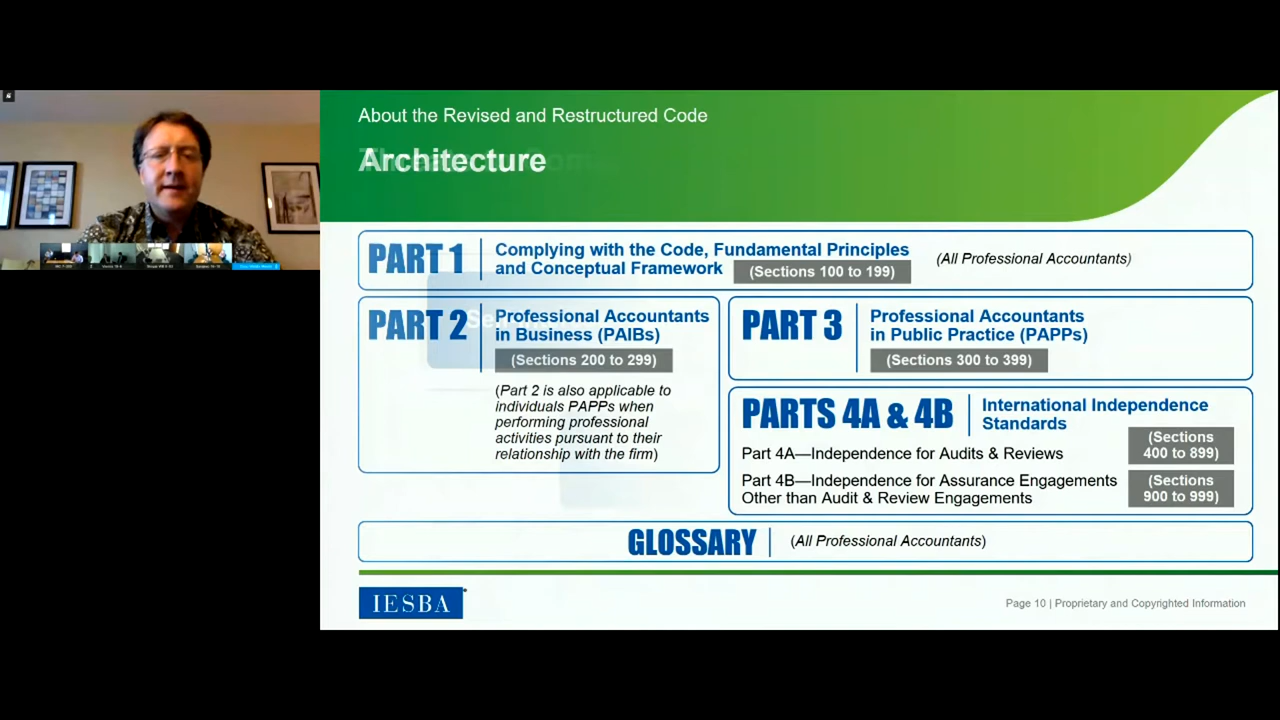 About the Revised and Restructured Code
Architecture
PART 1
Complying with the Code, Fundamental Principles
and Conceptual Framework
(Sections 100 to 199)
(All Professional Accountants)
PART 2
Professional Accountants
in Business (PAIBs)
(Sections 200 to 299)
(Part 2 is also applicable to
individuals PAPPs when
performing professional
activities pursuant to their
relationship with the firm)
PART 3
Professional Accountants
in Public Practice (PAPPs)
(Sections 300 to 399)
PARTS 4A & 4B
International Independence
Standards
Part 4A—Independence for Audits & Reviews
(Sections
400 to 899)
Part 4B—Independence for Assurance Engagements
Other than Audit & Review Engagements
(Sections
900 to 999)
GLOSSARY
(All Professional Accountants)
IESBA
Page 10 | Proprietary and Copyrighted Information